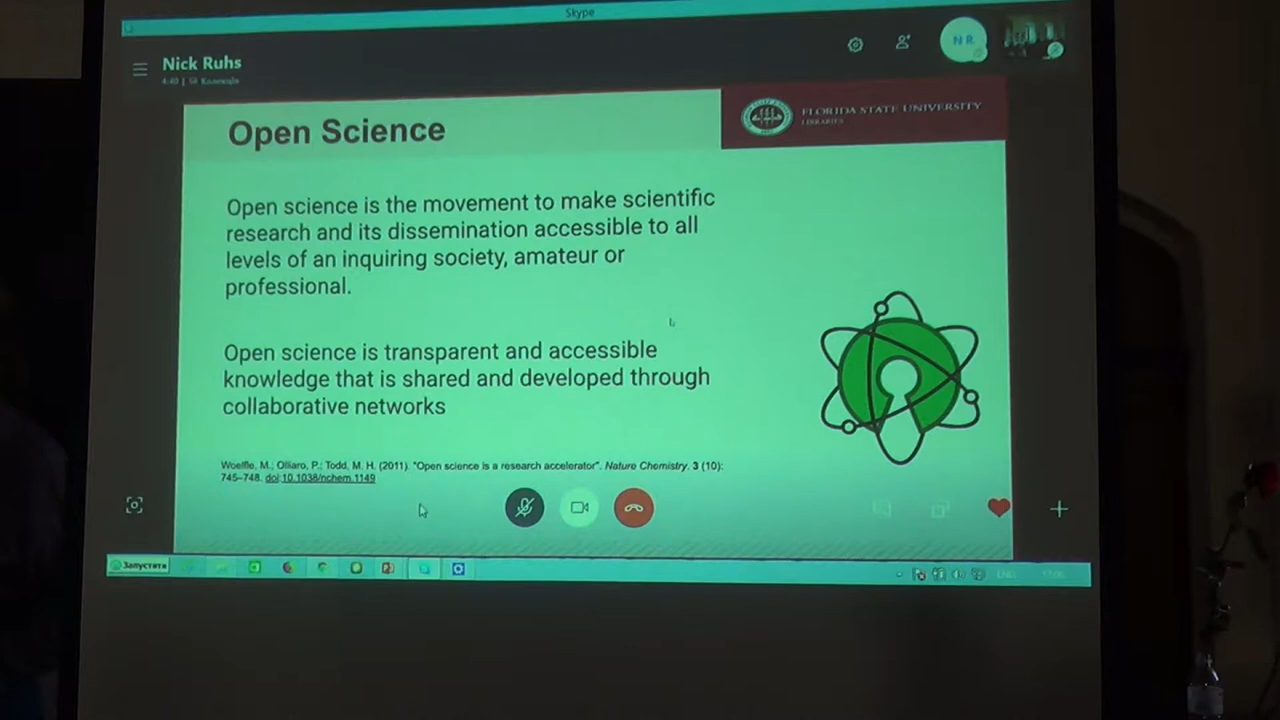 Skype
Nick Ruhs
NR
Open Science
FLORIDA STATE UNIVERSITY
LIBRARIES
Open science is the movement to make scientific
research and its dissemination accessible to all
levels of an inquiring society, amateur or
professional.
Open science is transparent and accessible
knowledge that is shared and developed through
collaborative networks
Woelfle, M.; Olliaro, P.; Todd, M. H. (2011). "Open science is a research accelerator". Nature Chemistry. 3 (10):
745–748. doi:10.1038/nchem.1149
Запустити